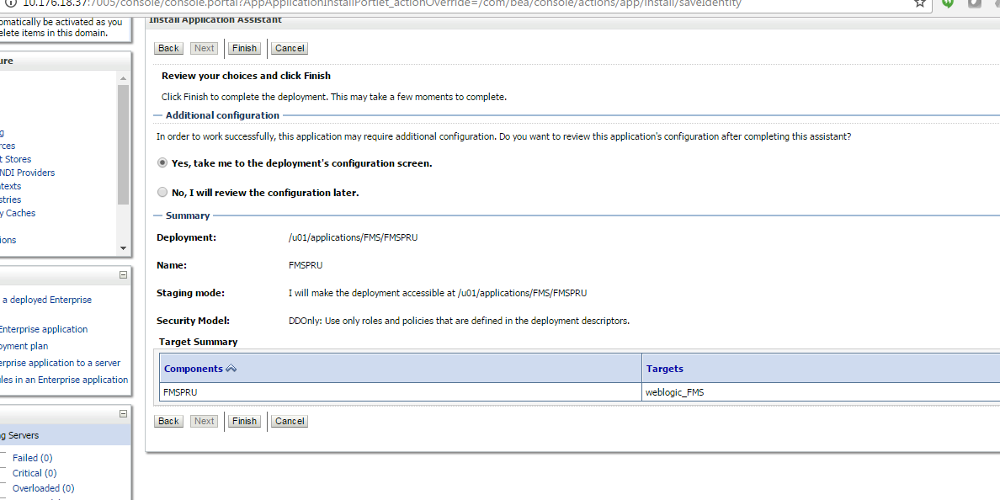 10.176.18.37:7005/console/console.portal?AppApplicationInstallPortlet_actionOverride=/com/bea/console/actions/app/install/saveIdentity
omatically be activated as you
elete items in this domain.
ure
g
rces
t Stores
NDI Providers
ntexts
stries
y Caches
ions
a deployed Enterprise
Enterprise application
oyment plan
erprise application to a server
ules in an Enterprise application
g Servers
Failed (0)
Critical (0)
Overloaded (0)
Install Application Assistant
Back Next Finish Cancel
Review your choices and click Finish
Click Finish to complete the deployment. This may take a few moments to complete.
Additional configuration
In order to work successfully, this application may require additional configuration. Do you want to review this application's configuration after completing this assistant?
Yes, take me to the deployment's configuration screen.
No, I will review the configuration later.
Summary
Deployment: /u01/applications/FMS/FMSPRU
Name: FMSPRU
Staging mode: I will make the deployment accessible at /u01/applications/FMS/FMSPRU
Security Model: DDOnly: Use only roles and policies that are defined in the deployment descriptors.
Target Summary
Components Targets
FMSPRU weblogic_FMS
Back Next Finish Cancel